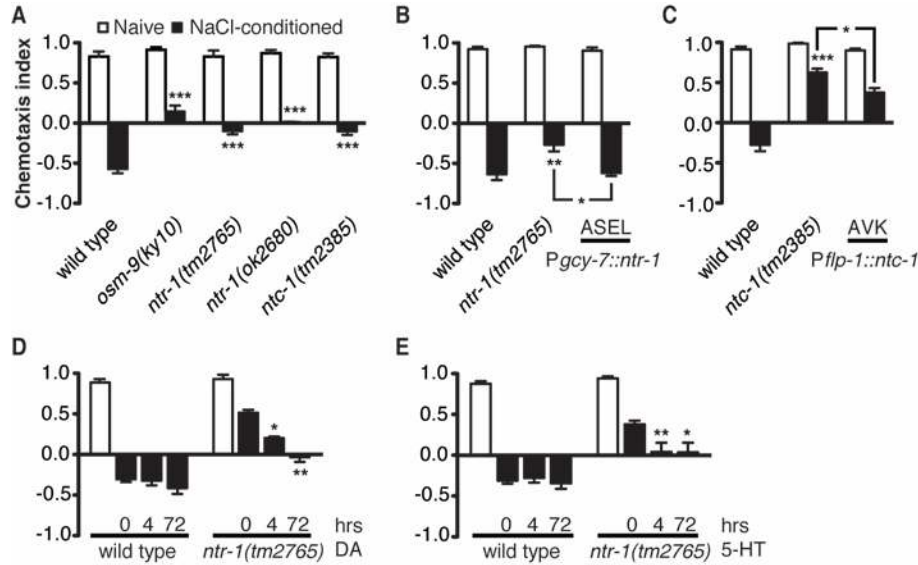 A
Naive
NaCl-conditioned
Chemotaxis index
1.0
0.5
0.0
-0.5
-1.0
***
***
***
***
wild type
osm-9(ky10)
ntr-1(tm2765)
ntr-1(ok2680)
ntc-1(tm2385)
B
1.0
0.5
0.0
-0.5
-1.0
**
*
wild type
ntr-1(tm2765)
ASEL
Pgcy-7::ntr-1
C
1.0
0.5
0.0
-0.5
-1.0
***
*
wild type
ntc-1(tm2385)
AVK
Pflp-1::ntc-1
D
1.0
0.5
0.0
-0.5
-1.0
*
**
0 4 72 0 4 72 hrs
wild type ntr-1(tm2765) DA
E
1.0
0.5
0.0
-0.5
-1.0
** *
0 4 72 0 4 72 hrs
wild type ntr-1(tm2765) 5-HT